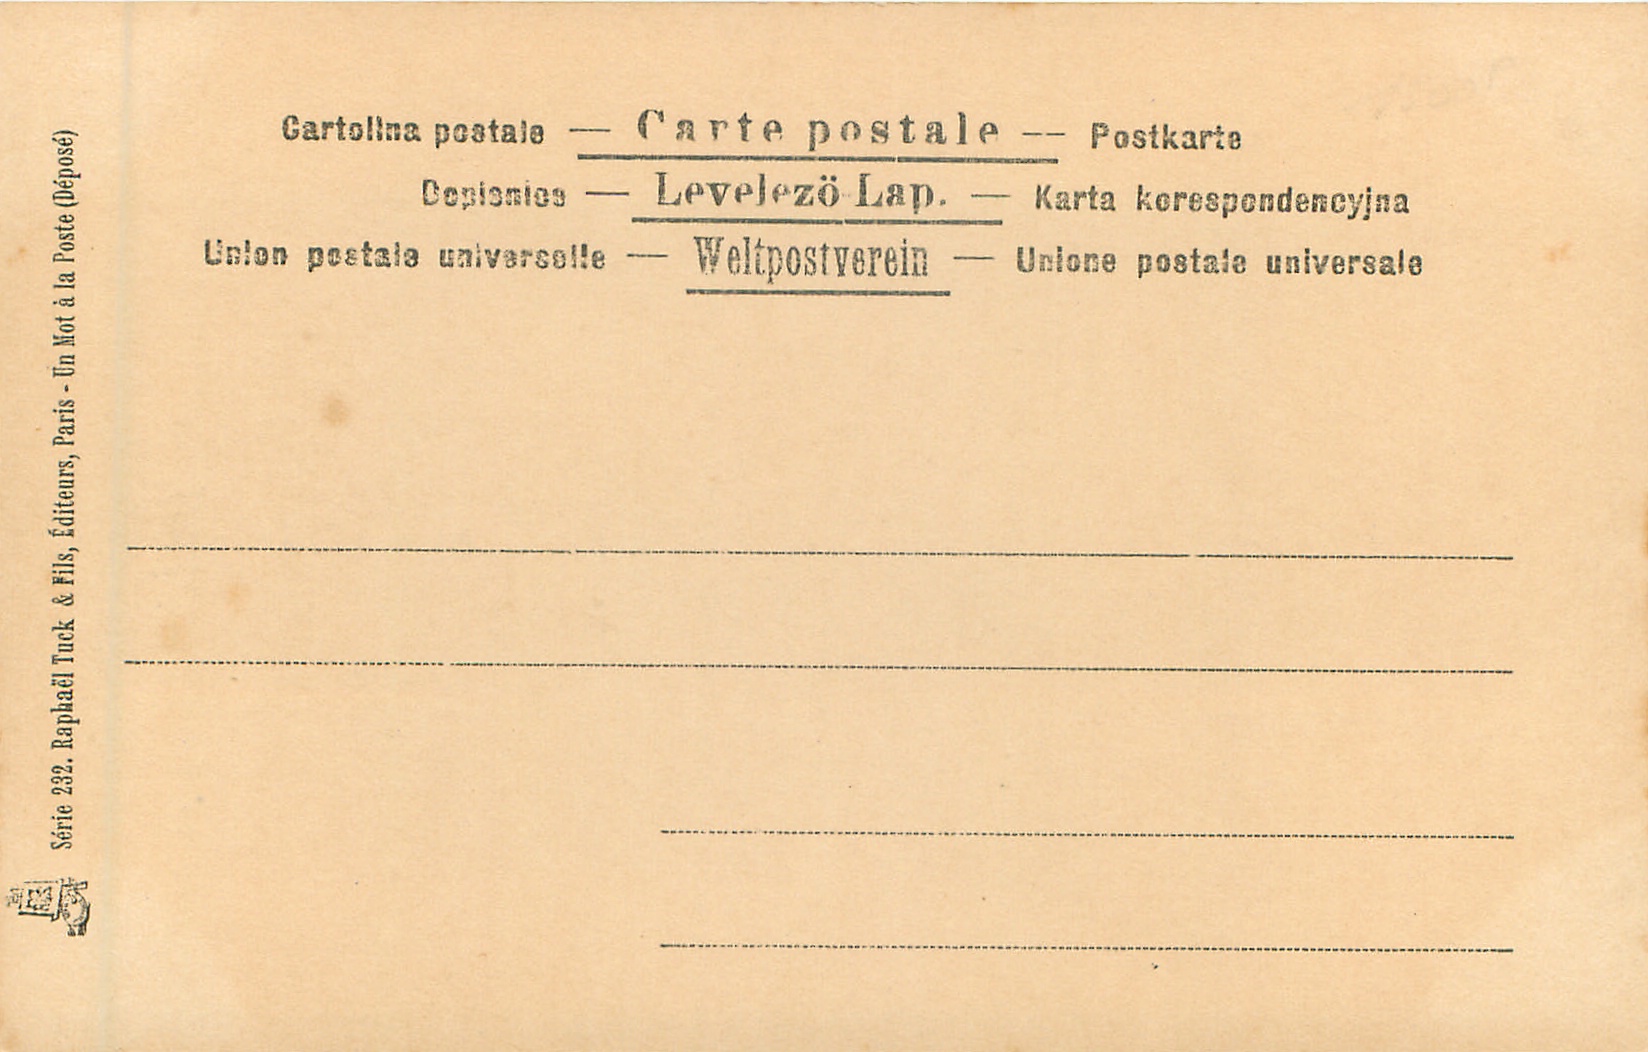 Cartolina postale — Carte postale — Postkarte
Dopisnice — Levelezö-Lap. — Karta korespondencyjna
Union postale universelle — Weltpostverein — Unione postale universale
Série 232. Raphaël Tuck & Fils, Éditeurs, Paris - Un Mot à la Poste (Déposé)